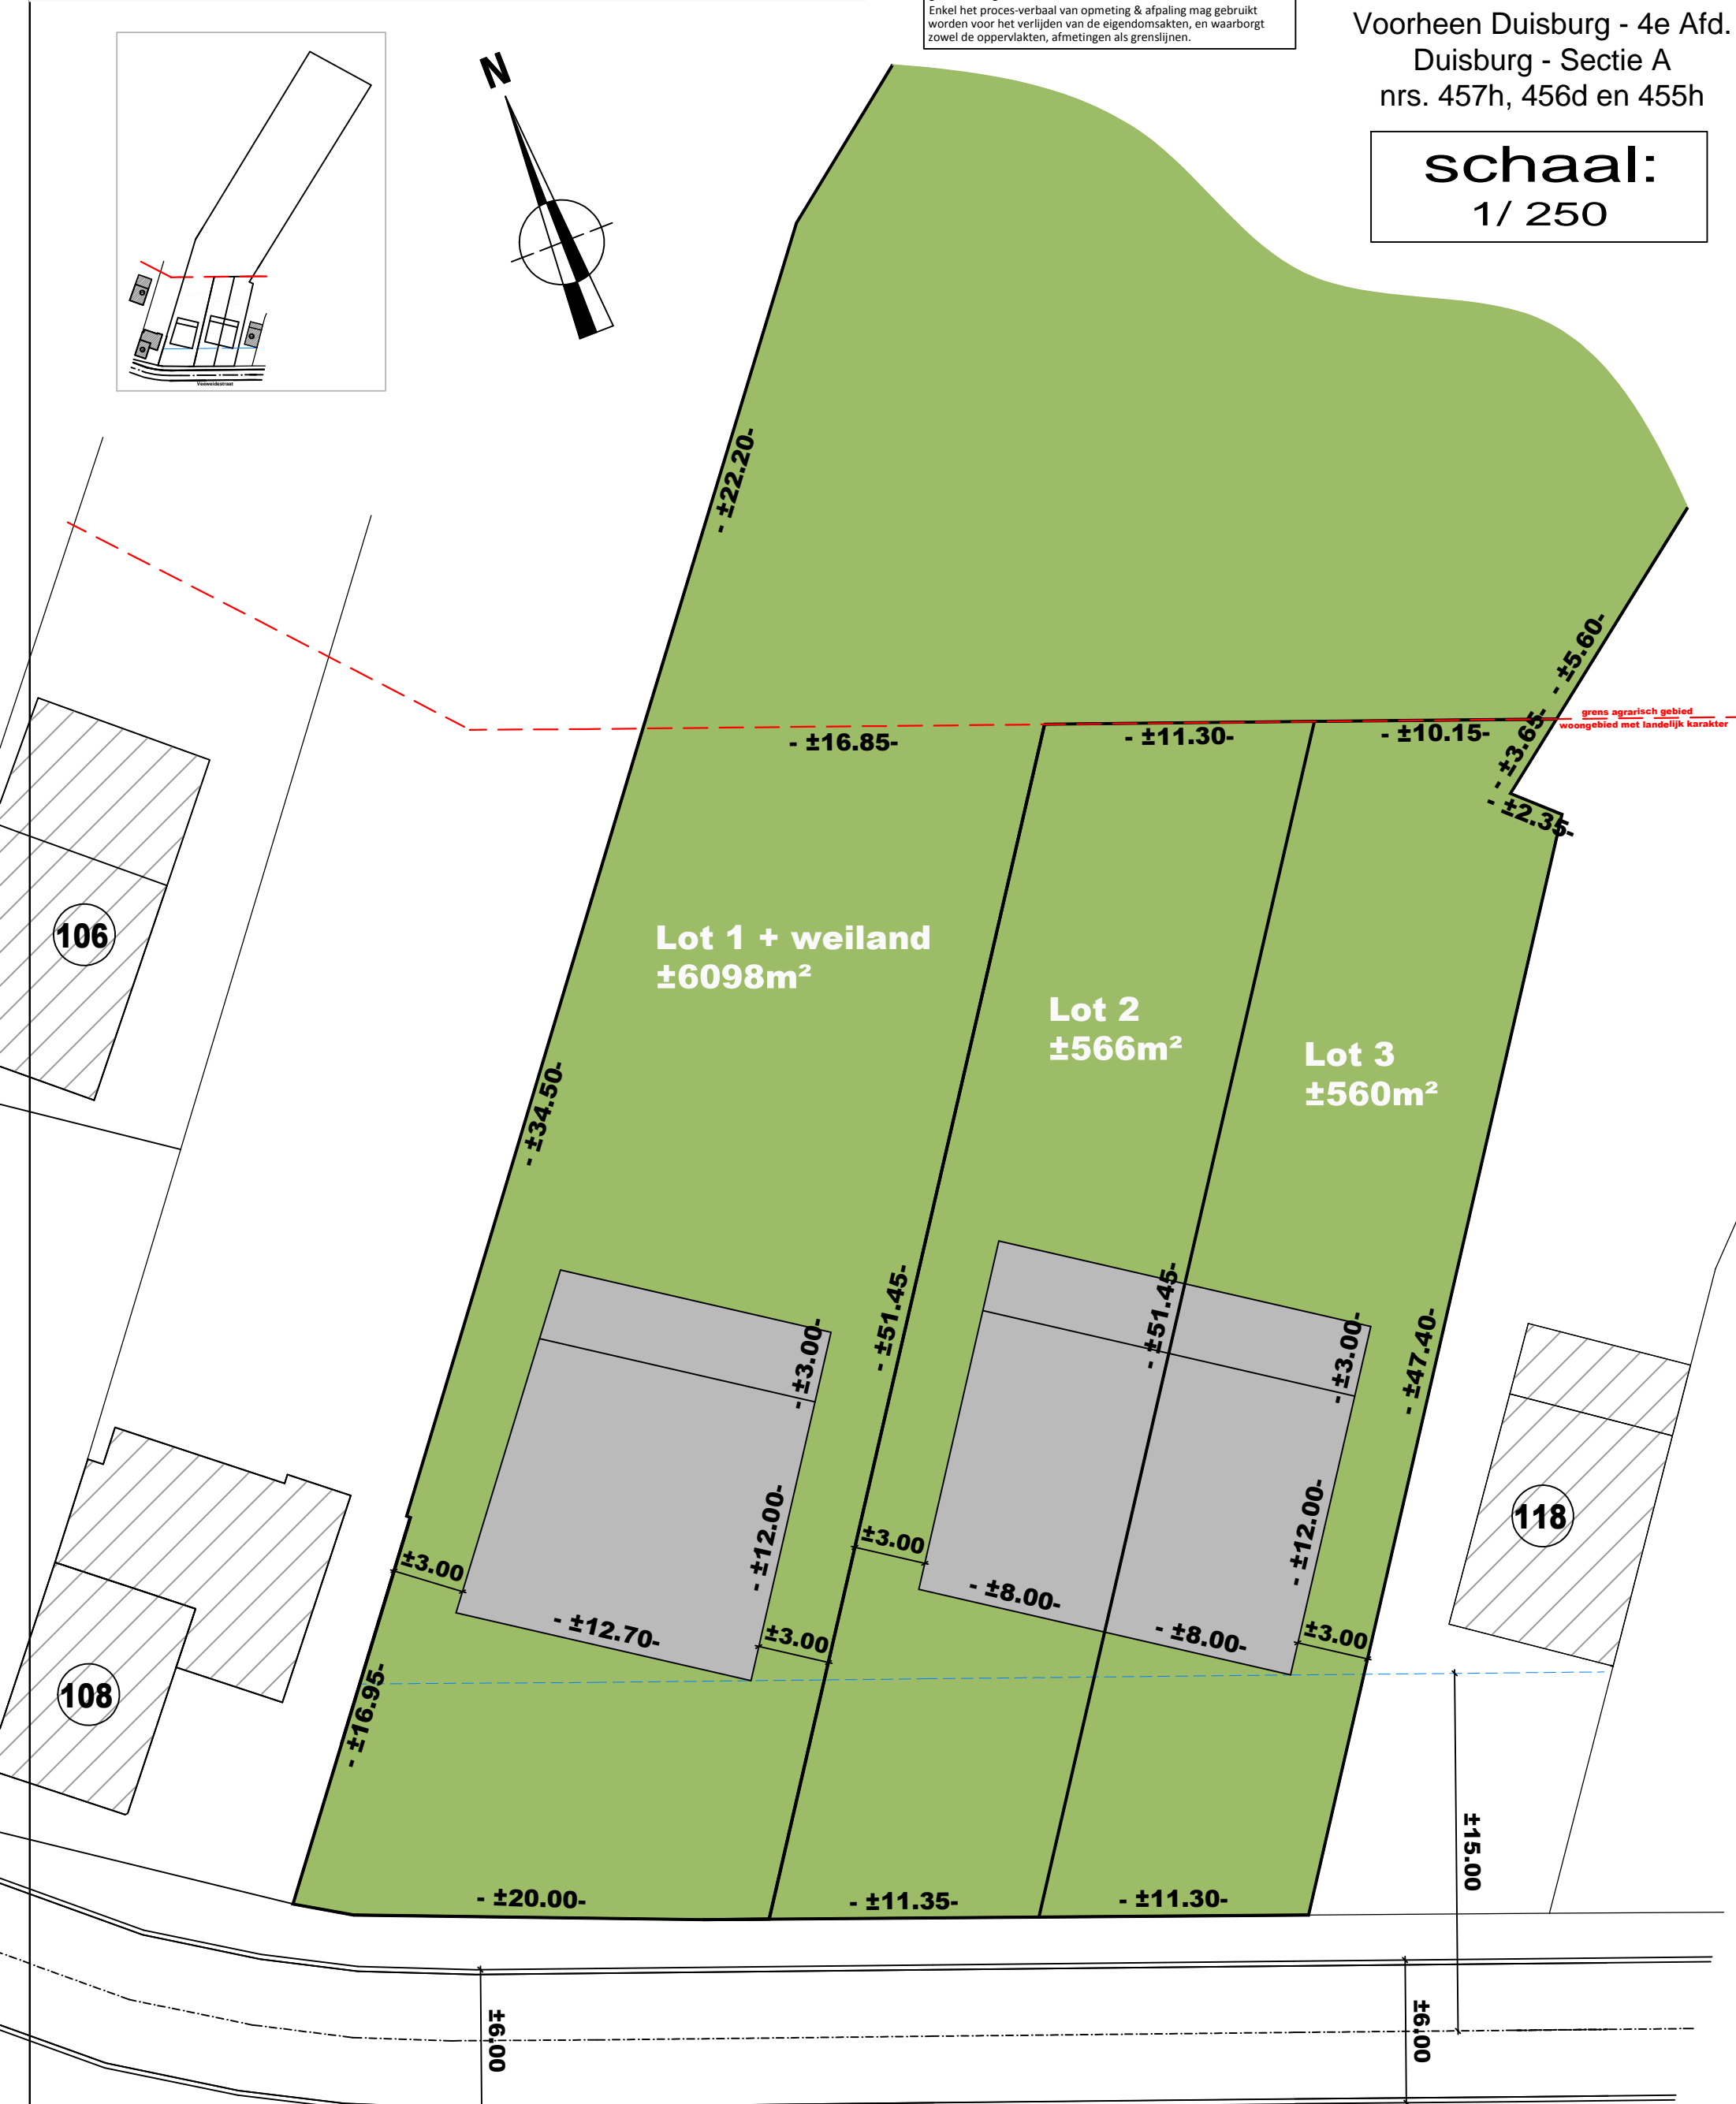 Enkel het proces-verbaal van opmeting & afpaling mag gebruikt
worden voor het verlijden van de eigendomsakten, en waarborgt
zowel de oppervlakten, afmetingen als grenslijnen.
Voorheen Duisburg - 4e Afd.
Duisburg - Sectie A
nrs. 457h, 456d en 455h
schaal:
1/ 250
N
- ±22.20-
- ±5.60-
grens agrarisch gebied
woongebied met landelijk karakter
- ±16.85-
- ±11.30-
- ±10.15-
- ±3.65-
- ±2.35-
106
Lot 1 + weiland
±6098m²
Lot 2
±566m²
Lot 3
±560m²
- ±34.50-
- ±51.45-
- ±51.45-
- ±3.00-
- ±3.00-
- ±47.40-
118
±3.00
- ±12.00-
±3.00
- ±12.00-
- ±12.70-
±3.00
- ±8.00-
- ±8.00-
±3.00
108
- ±16.95-
±15.00
- ±20.00-
- ±11.35-
- ±11.30-
±6.00
±6.00